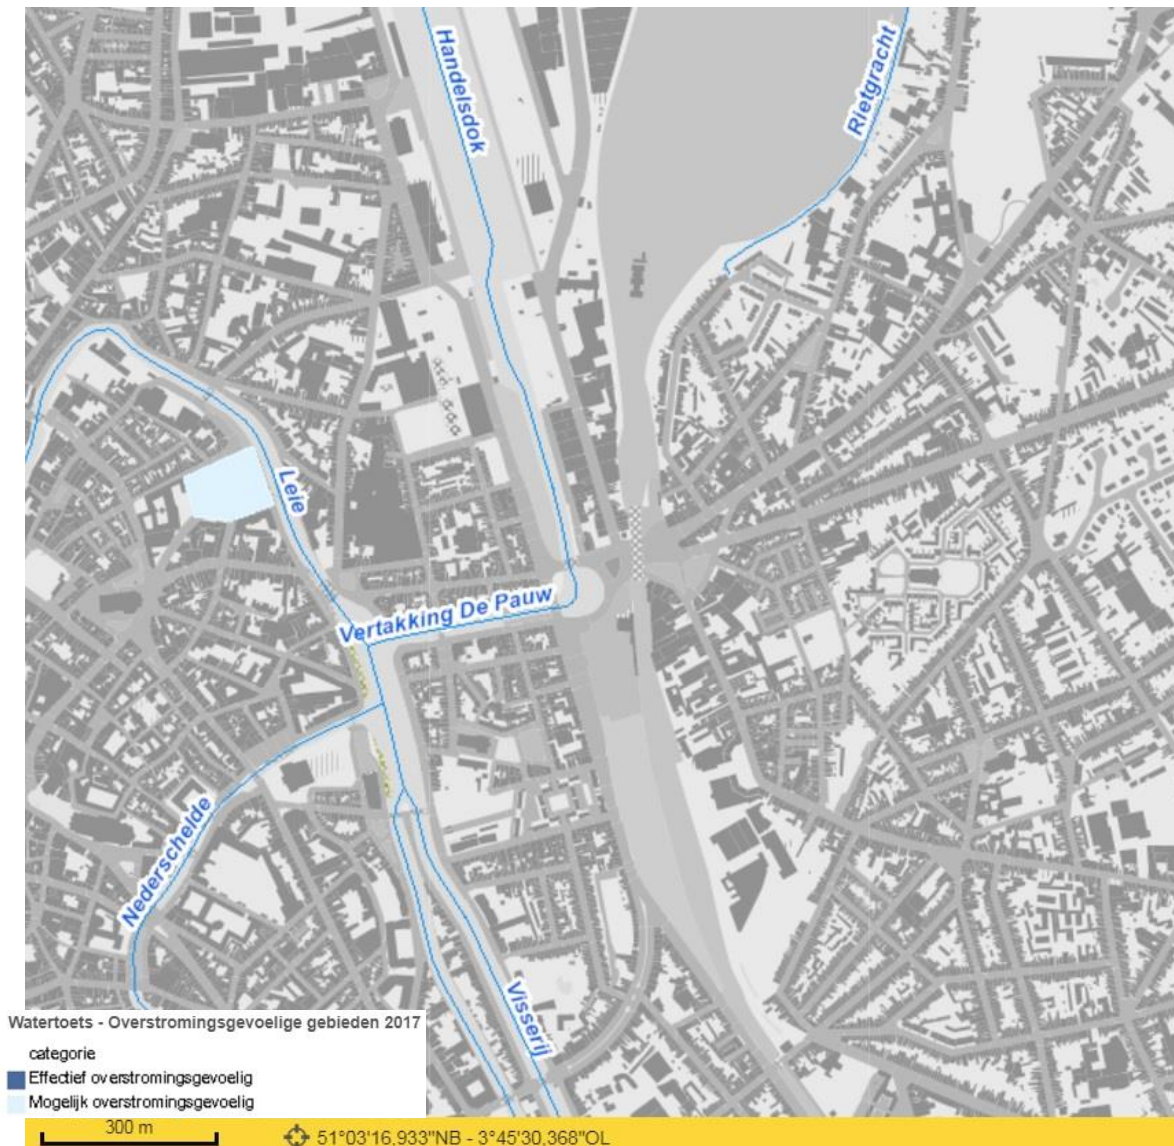 Handelsdok
Rietgracht
Leie
Vertakking De Pauw
Nederschelde
Visserij
Watertoets - Overstromingsgevoelige gebieden 2017
categorie
Effectief overstromingsgevoelig
Mogelijk overstromingsgevoelig
300 m
51°03'16,933"NB - 3°45'30,368"OL